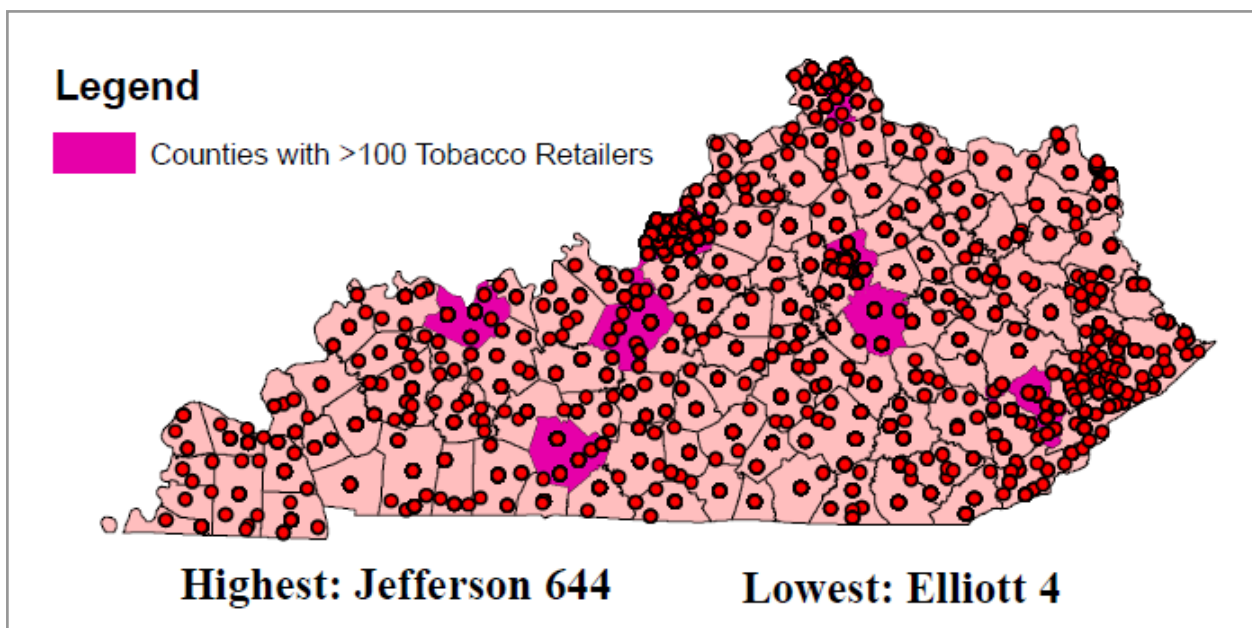 Legend
Counties with >100 Tobacco Retailers
Highest: Jefferson 644
Lowest: Elliott 4